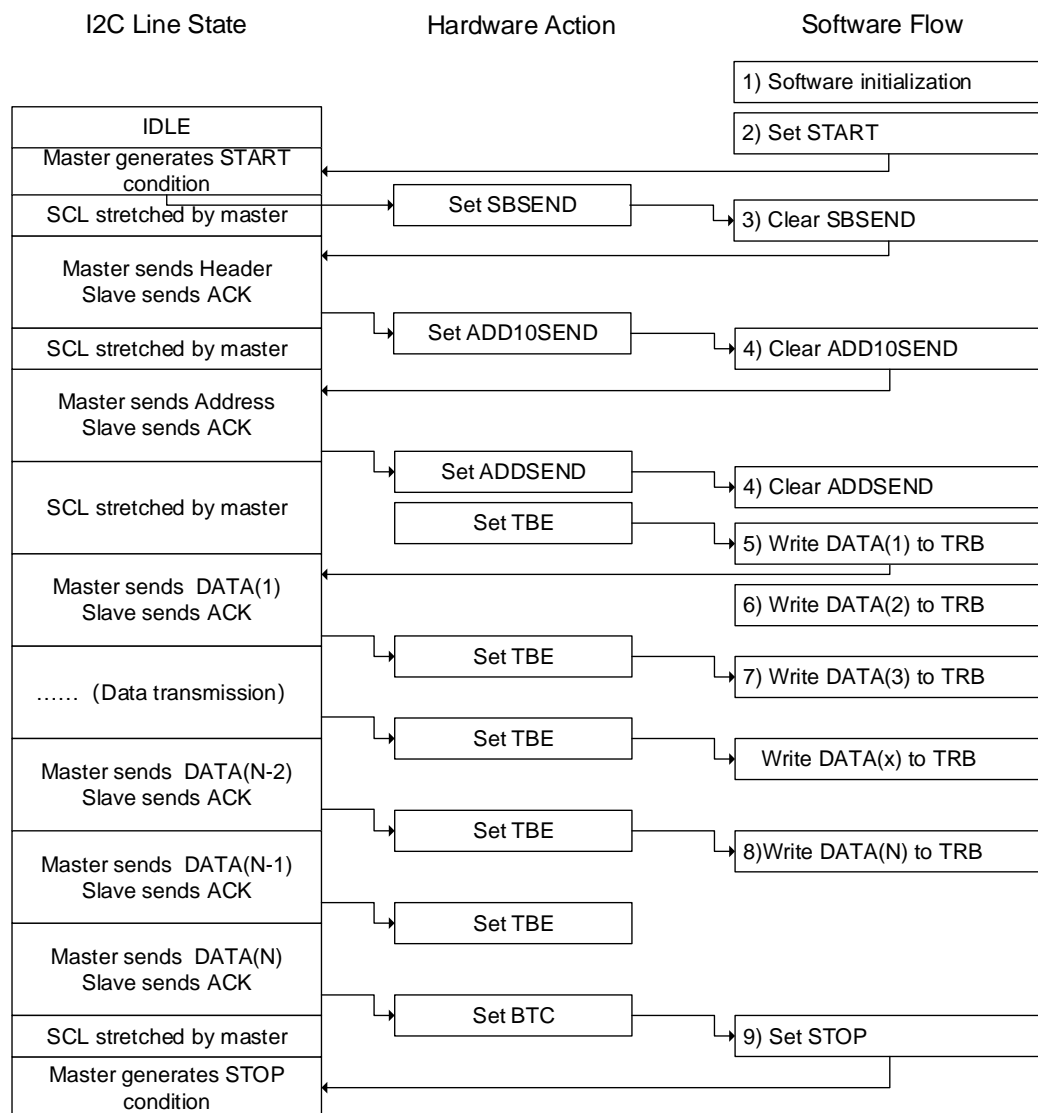 I2C Line State
Hardware Action
Software Flow
1) Software initialization
IDLE
2) Set START
Master generates START
condition
SCL stretched by master
Set SBSEND
3) Clear SBSEND
Master sends Header
Slave sends ACK
SCL stretched by master
Set ADD10SEND
4) Clear ADD10SEND
Master sends Address
Slave sends ACK
SCL stretched by master
Set ADDSEND
4) Clear ADDSEND
Set TBE
5) Write DATA(1) to TRB
Master sends DATA(1)
Slave sends ACK
6) Write DATA(2) to TRB
Set TBE
7) Write DATA(3) to TRB
...... (Data transmission)
Set TBE
Write DATA(x) to TRB
Master sends DATA(N-2)
Slave sends ACK
Set TBE
8)Write DATA(N) to TRB
Master sends DATA(N-1)
Slave sends ACK
Set TBE
Master sends DATA(N)
Slave sends ACK
Set BTC
9) Set STOP
SCL stretched by master
Master generates STOP
condition